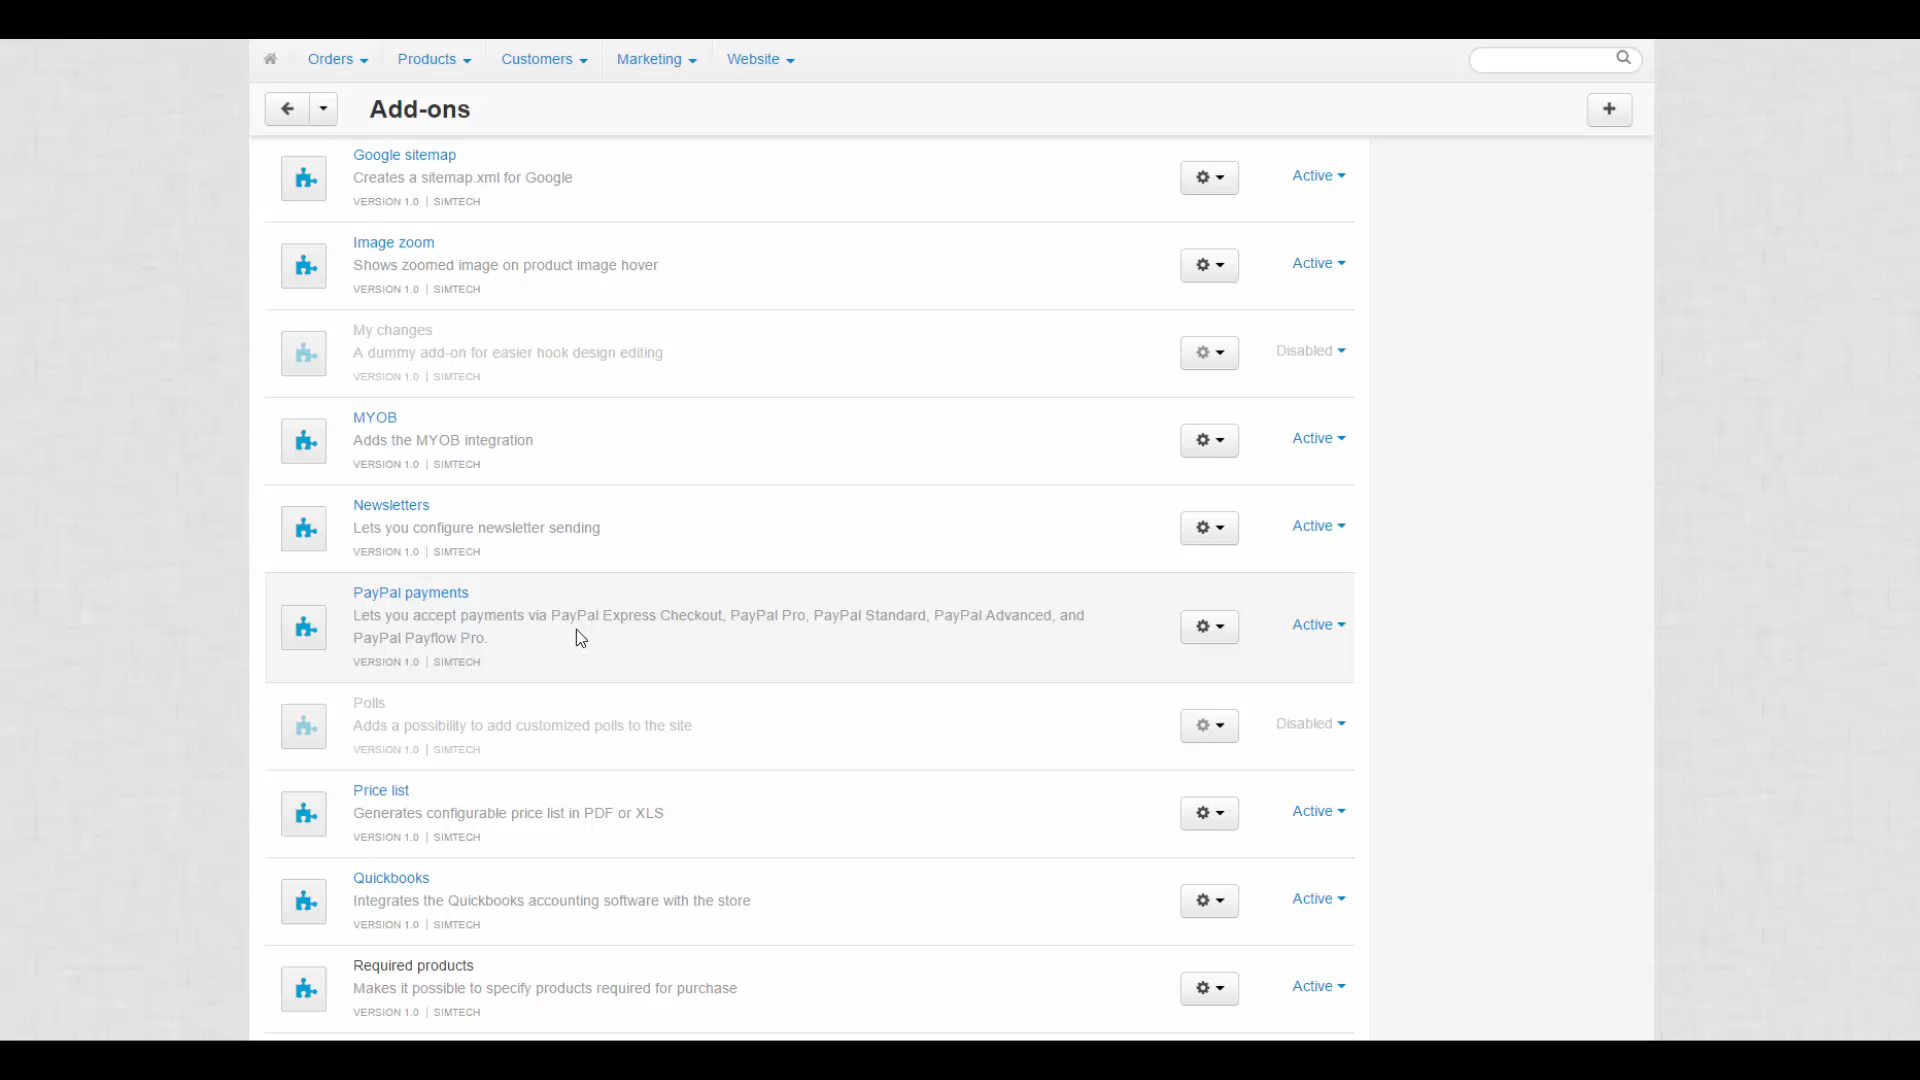 Orders Products Customers Marketing Website
Add-ons
Google sitemap
Creates a sitemap.xml for Google
VERSION 1.0 | SIMTECH
Active
Image zoom
Shows zoomed image on product image hover
VERSION 1.0 | SIMTECH
Active
My changes
A dummy add-on for easier hook design editing
VERSION 1.0 | SIMTECH
Disabled
MYOB
Adds the MYOB integration
VERSION 1.0 | SIMTECH
Active
Newsletters
Lets you configure newsletter sending
VERSION 1.0 | SIMTECH
Active
PayPal payments
Lets you accept payments via PayPal Express Checkout, PayPal Pro, PayPal Standard, PayPal Advanced, and
PayPal Payflow Pro.
VERSION 1.0 | SIMTECH
Active
Polls
Adds a possibility to add customized polls to the site
VERSION 1.0 | SIMTECH
Disabled
Price list
Generates configurable price list in PDF or XLS
VERSION 1.0 | SIMTECH
Active
Quickbooks
Integrates the Quickbooks accounting software with the store
VERSION 1.0 | SIMTECH
Active
Required products
Makes it possible to specify products required for purchase
VERSION 1.0 | SIMTECH
Active